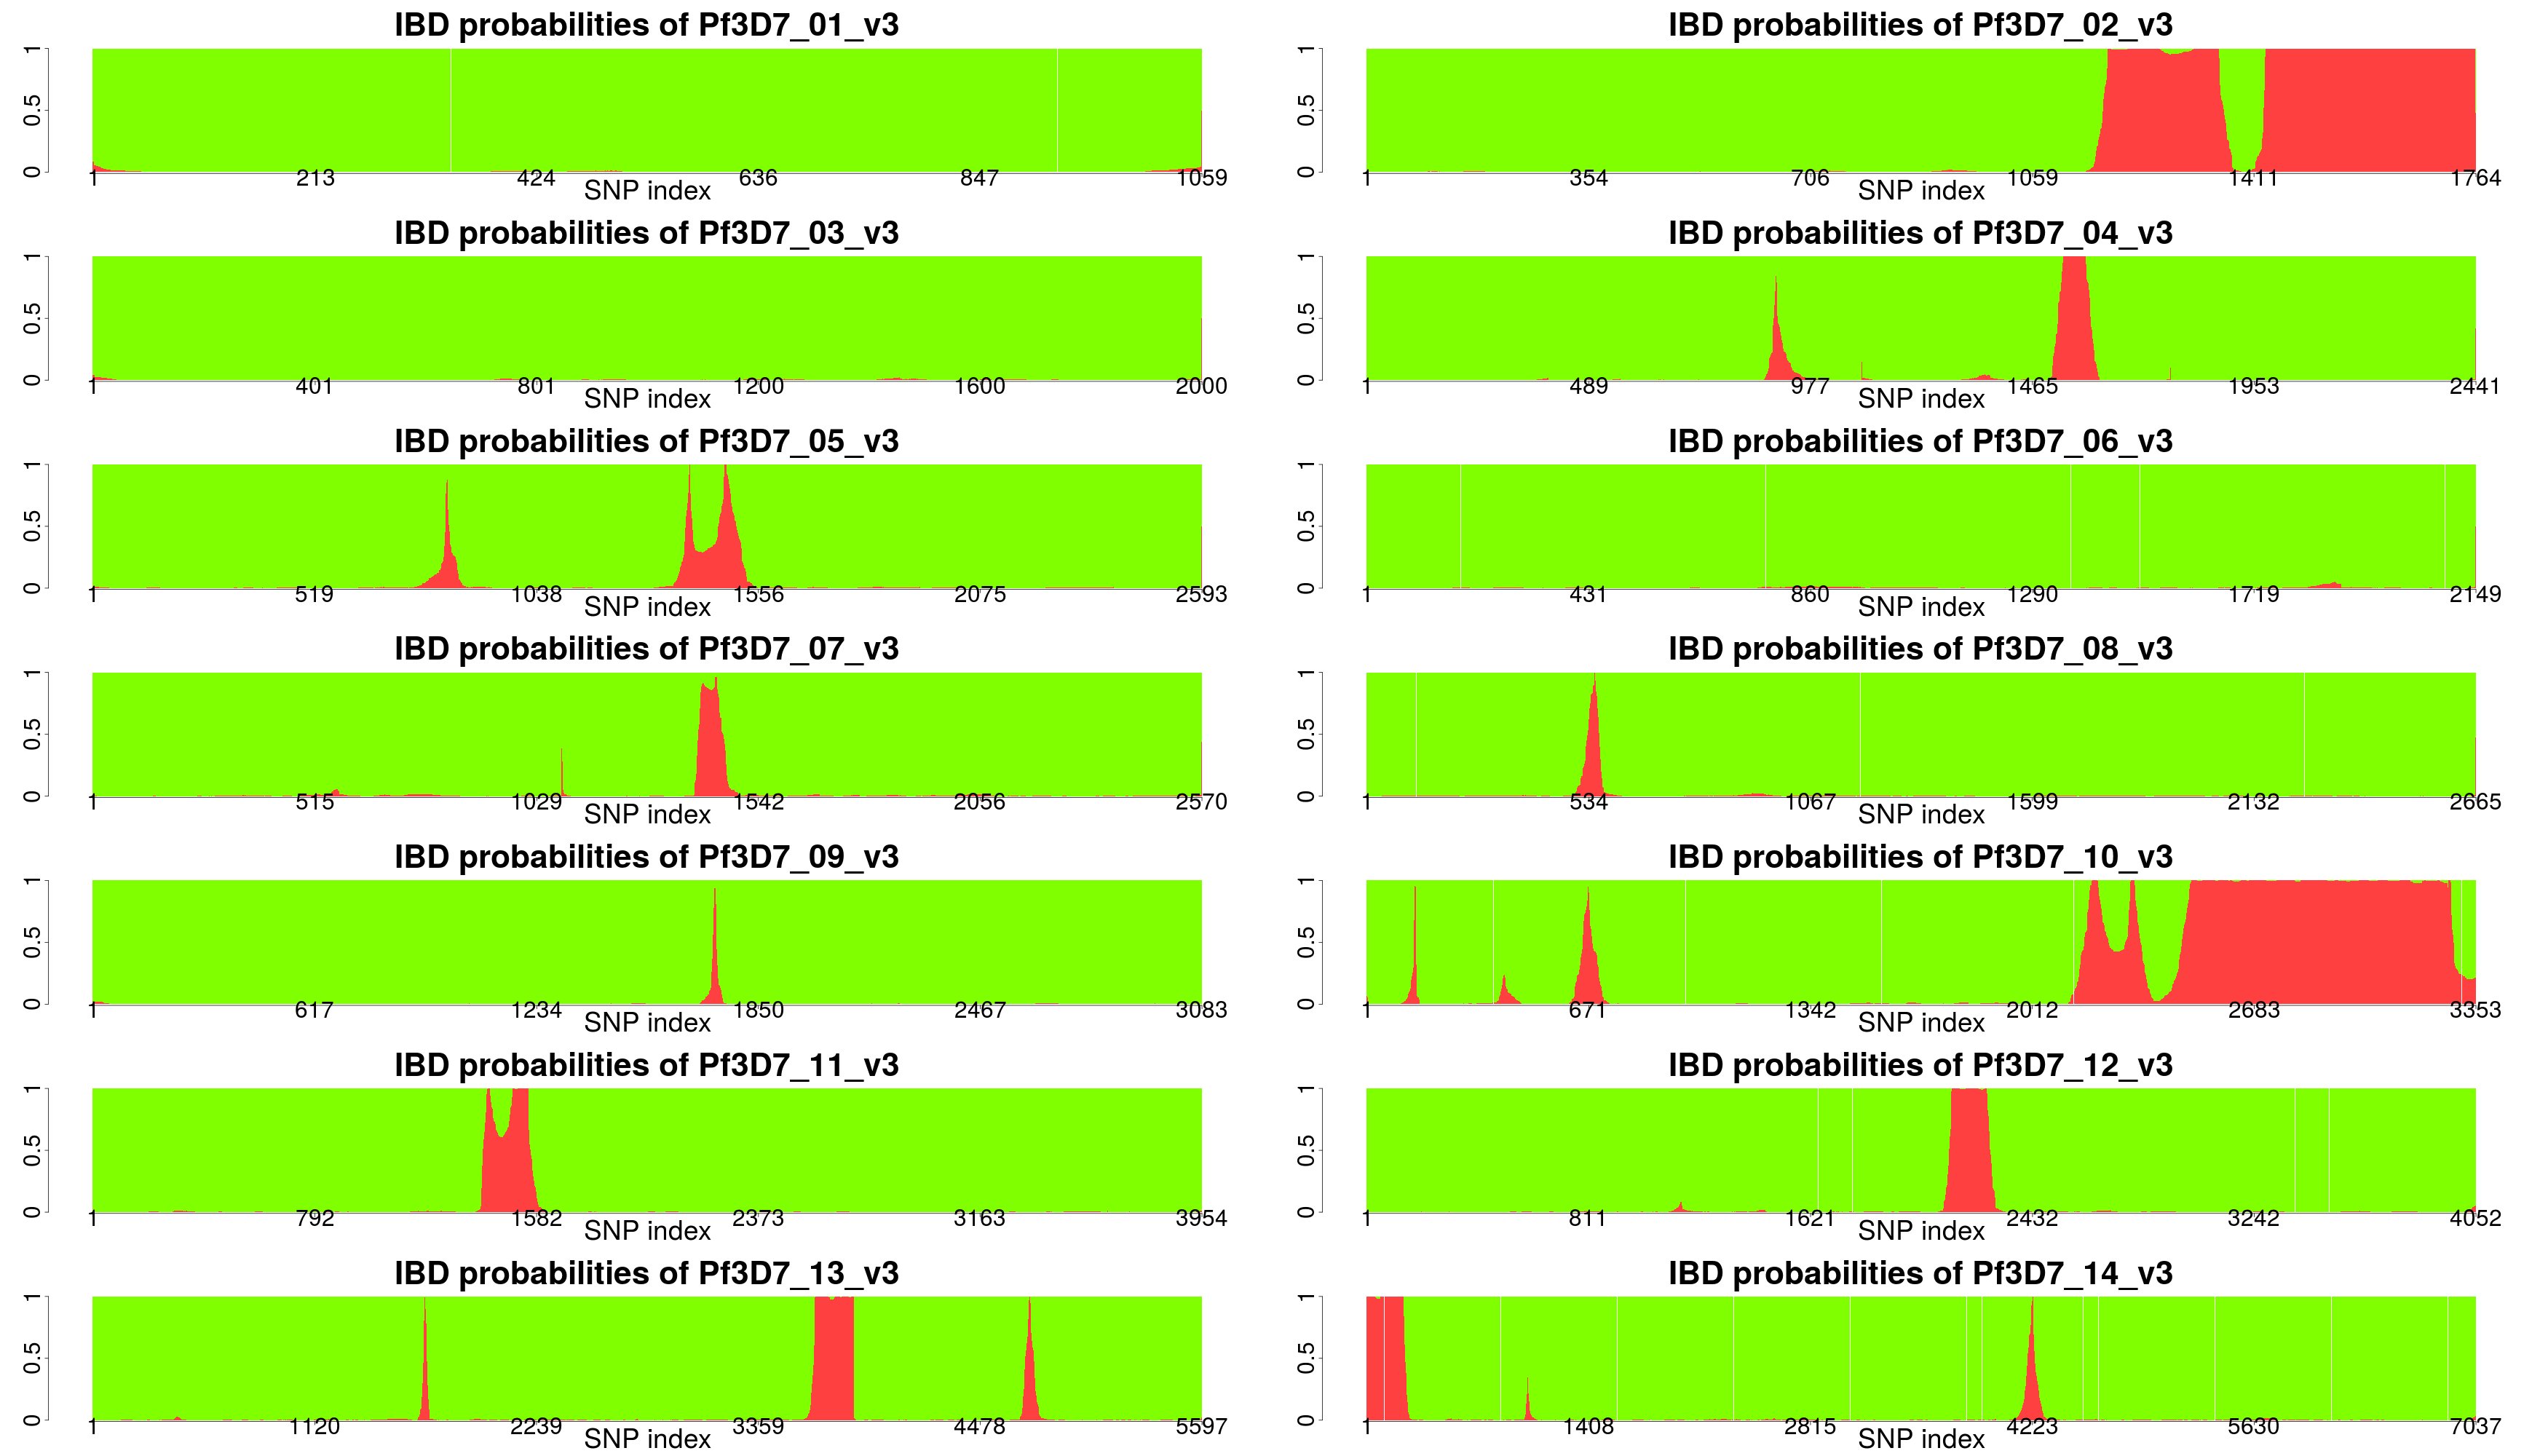 IBD probabilities of Pf3D7_01_v3
0 0.5 1
1 213 424 636 847 1059
SNP index
IBD probabilities of Pf3D7_02_v3
0 0.5 1
1 354 706 1059 1411 1764
SNP index
IBD probabilities of Pf3D7_03_v3
0 0.5 1
1 401 801 1200 1600 2000
SNP index
IBD probabilities of Pf3D7_04_v3
0 0.5 1
1 489 977 1465 1953 2441
SNP index
IBD probabilities of Pf3D7_05_v3
0 0.5 1
1 519 1038 1556 2075 2593
SNP index
IBD probabilities of Pf3D7_06_v3
0 0.5 1
1 431 860 1290 1719 2149
SNP index
IBD probabilities of Pf3D7_07_v3
0 0.5 1
1 515 1029 1542 2056 2570
SNP index
IBD probabilities of Pf3D7_08_v3
0 0.5 1
1 534 1067 1599 2132 2665
SNP index
IBD probabilities of Pf3D7_09_v3
0 0.5 1
1 617 1234 1850 2467 3083
SNP index
IBD probabilities of Pf3D7_10_v3
0 0.5 1
1 671 1342 2012 2683 3353
SNP index
IBD probabilities of Pf3D7_11_v3
0 0.5 1
1 792 1582 2373 3163 3954
SNP index
IBD probabilities of Pf3D7_12_v3
0 0.5 1
1 811 1621 2432 3242 4052
SNP index
IBD probabilities of Pf3D7_13_v3
0 0.5 1
1 1120 2239 3359 4478 5597
SNP index
IBD probabilities of Pf3D7_14_v3
0 0.5 1
1 1408 2815 4223 5630 7037
SNP index